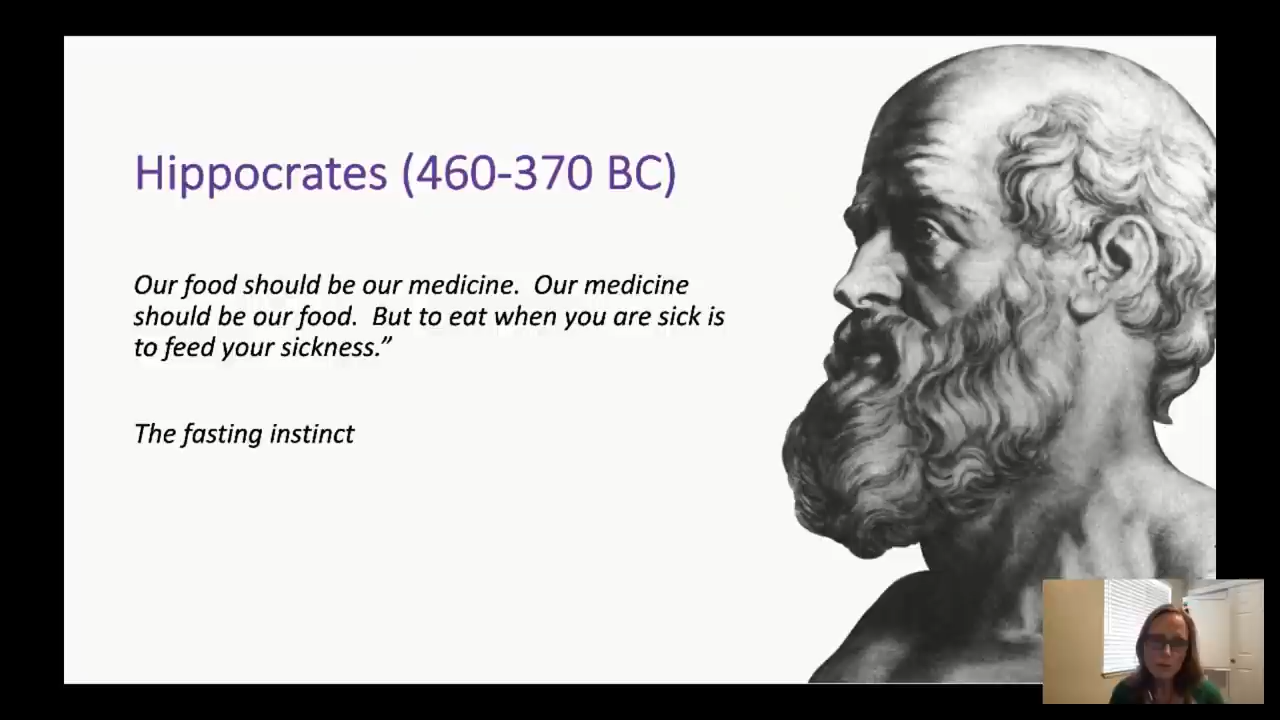 Hippocrates (460-370 BC)
Our food should be our medicine.  Our medicine
should be our food.  But to eat when you are sick is
to feed your sickness.”
The fasting instinct